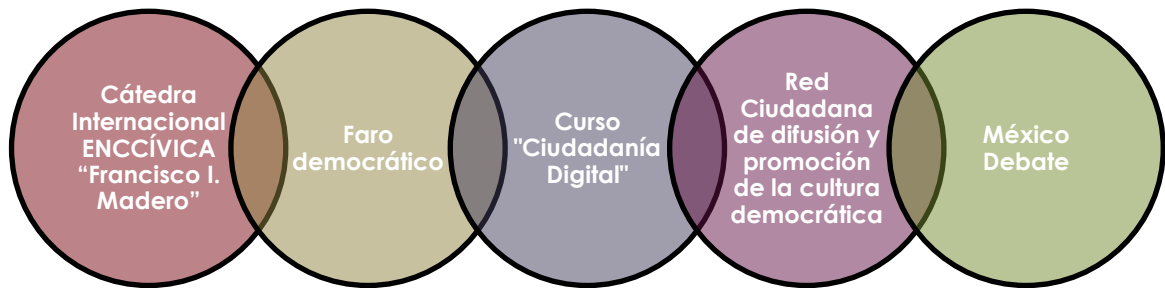 Cátedra
Internacional
ENCCÍVICA
“Francisco I.
Madero”
Faro
democrático
Curso
"Ciudadanía
Digital"
Red
Ciudadana
de difusión y
promoción
de la cultura
democrática
México
Debate